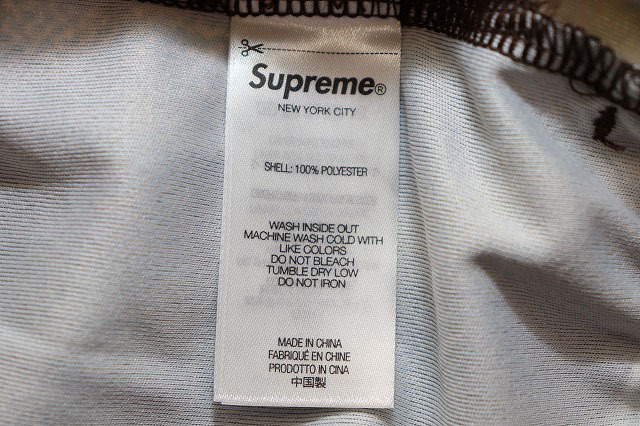 Supreme®
NEW YORK CITY
SHELL: 100% POLYESTER
WASH INSIDE OUT
MACHINE WASH COLD WITH
LIKE COLORS
DO NOT BLEACH
TUMBLE DRY LOW
DO NOT IRON
MADE IN CHINA
FABRIQUÉ EN CHINE
PRODOTTO IN CINA
中国製